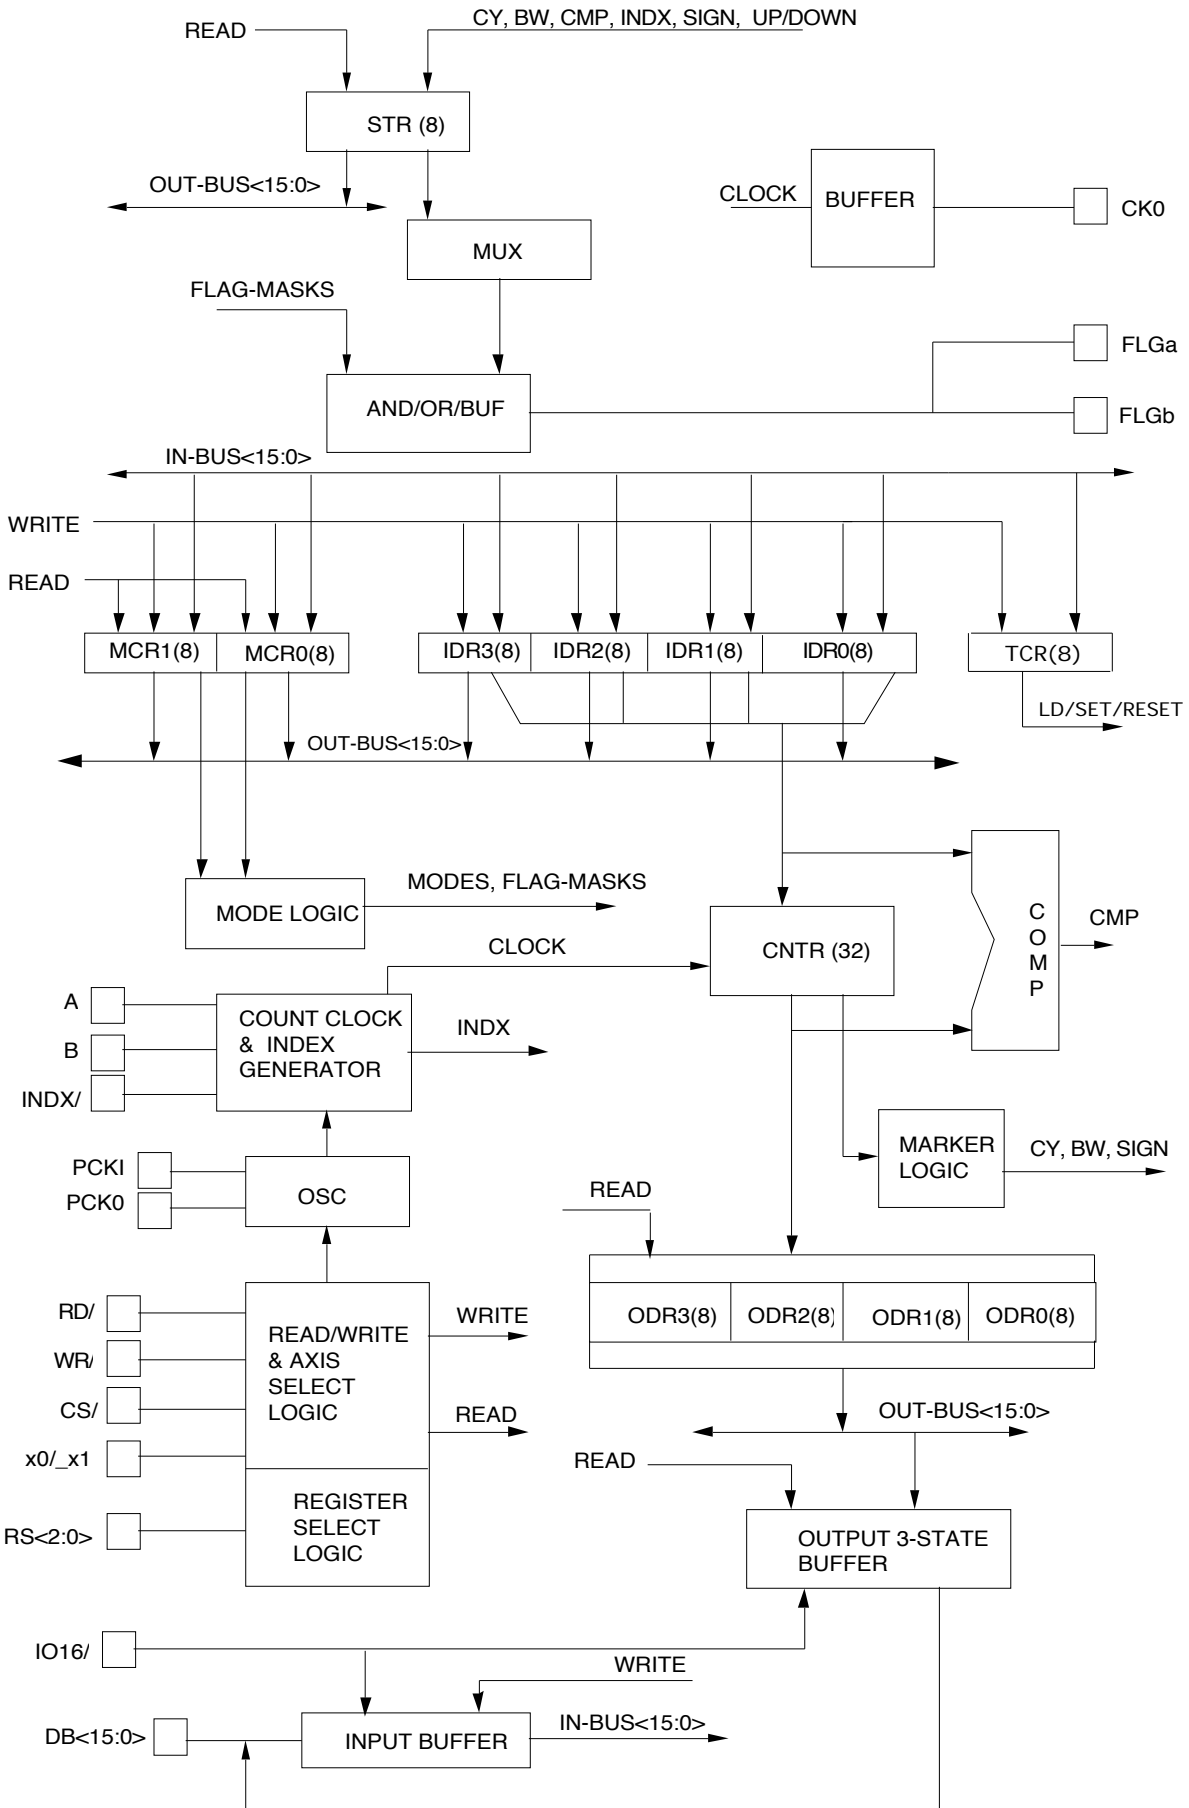 READ
CY, BW, CMP, INDX, SIGN, UP/DOWN
STR (8)
OUT-BUS<15:0>
CLOCK
BUFFER
CK0
MUX
FLAG-MASKS
FLGa
AND/OR/BUF
FLGb
IN-BUS<15:0>
WRITE
READ
MCR1(8)
MCR0(8)
IDR3(8)
IDR2(8)
IDR1(8)
IDR0(8)
TCR(8)
LD/SET/RESET
OUT-BUS<15:0>
MODES, FLAG-MASKS
MODE LOGIC
C
O
M
P
CMP
CNTR (32)
CLOCK
A
B
INDX/
COUNT CLOCK
& INDEX
GENERATOR
INDX
MARKER
LOGIC
CY, BW, SIGN
PCKI
PCK0
OSC
READ
RD/
WR/
CS/
x0/_x1
READ/WRITE
& AXIS
SELECT
LOGIC
WRITE
READ
ODR3(8)
ODR2(8)
ODR1(8)
ODR0(8)
OUT-BUS<15:0>
READ
RS<2:0>
REGISTER
SELECT
LOGIC
OUTPUT 3-STATE
BUFFER
IO16/
WRITE
DB<15:0>
INPUT BUFFER
IN-BUS<15:0>